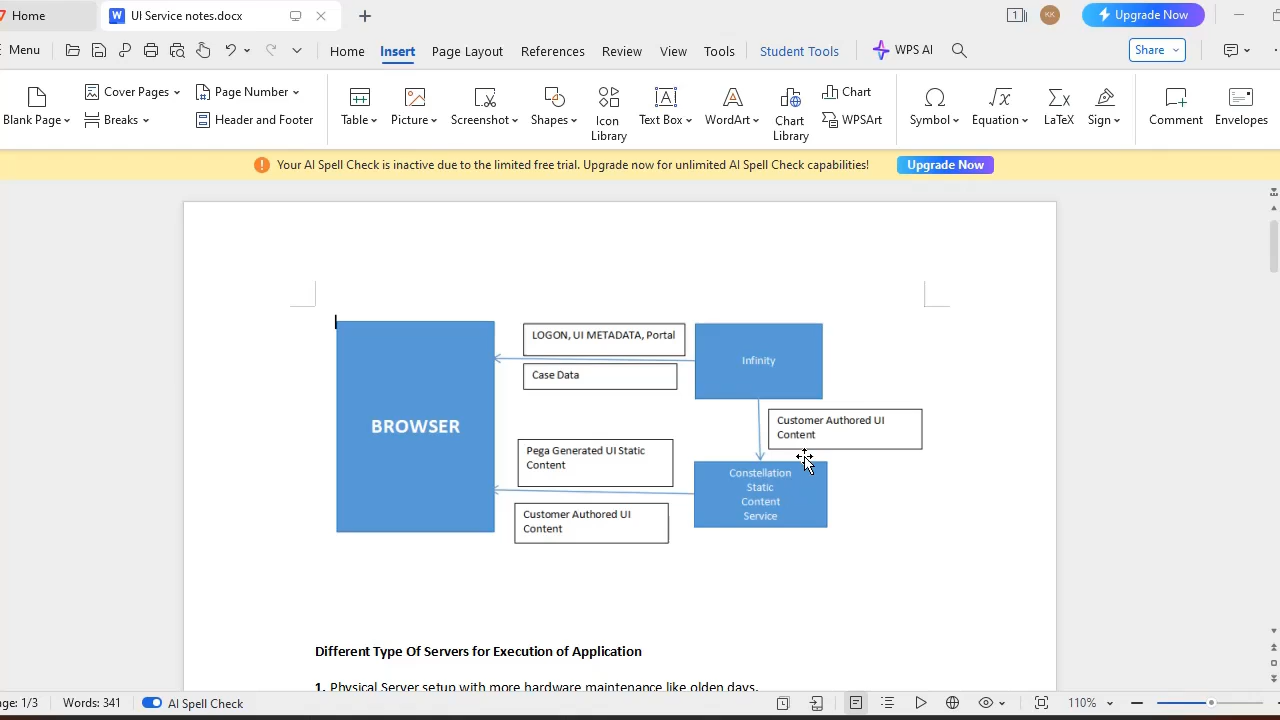 Home
UI Service notes.docx
1
KK
Upgrade Now
Menu
Home Insert Page Layout References Review View Tools Student Tools WPS AI
Share
Blank Page
Cover Pages
Breaks
Page Number
Header and Footer
Table
Picture
Screenshot
Shapes
Icon
Library
Text Box
WordArt
Chart
Library
Chart
WPSArt
Symbol
Equation
LaTeX
Sign
Comment
Envelopes
Your AI Spell Check is inactive due to the limited free trial. Upgrade now for unlimited AI Spell Check capabilities!
Upgrade Now
BROWSER
LOGON, UI METADATA, Portal
Case Data
Infinity
Customer Authored UI
Content
Pega Generated UI Static
Content
Constellation
Static
Content
Service
Customer Authored UI
Content
Different Type Of Servers for Execution of Application
1. Physical Server setup with more hardware maintenance like olden days.
age: 1/3
Words: 341
AI Spell Check
110%